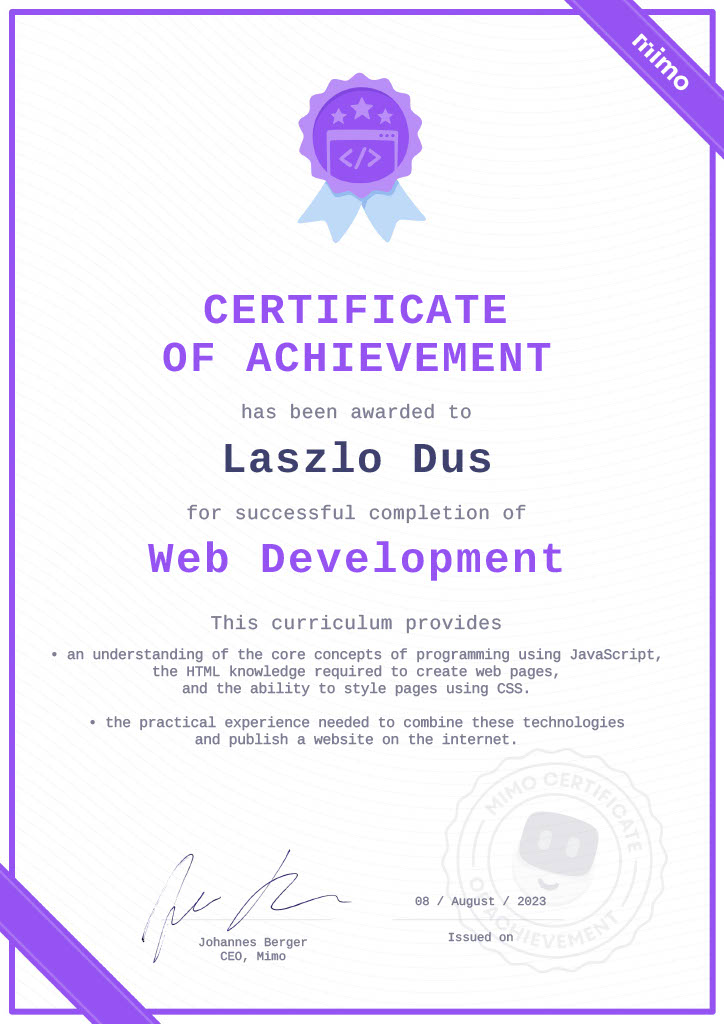 mimo
</>
CERTIFICATE
OF ACHIEVEMENT
has been awarded to
Laszlo Dus
for successful completion of
Web Development
This curriculum provides
• an understanding of the core concepts of programming using JavaScript,
the HTML knowledge required to create web pages,
and the ability to style pages using CSS.
• the practical experience needed to combine these technologies
and publish a website on the internet.
MIMO CERTIFICATE
OF ACHIEVEMENT
08 / August / 2023
Johannes Berger
CEO, Mimo
Issued on